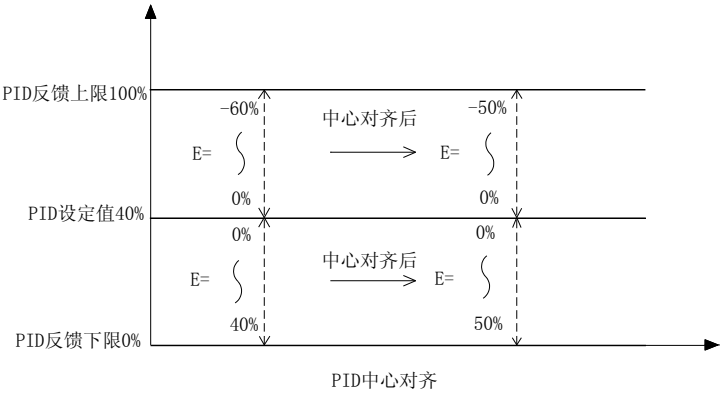 PID反馈上限100%
-60%
中心对齐后
-50%
E=
E=
0%
0%
PID设定值40%
0%
0%
中心对齐后
E=
E=
40%
50%
PID反馈下限0%
PID中心对齐